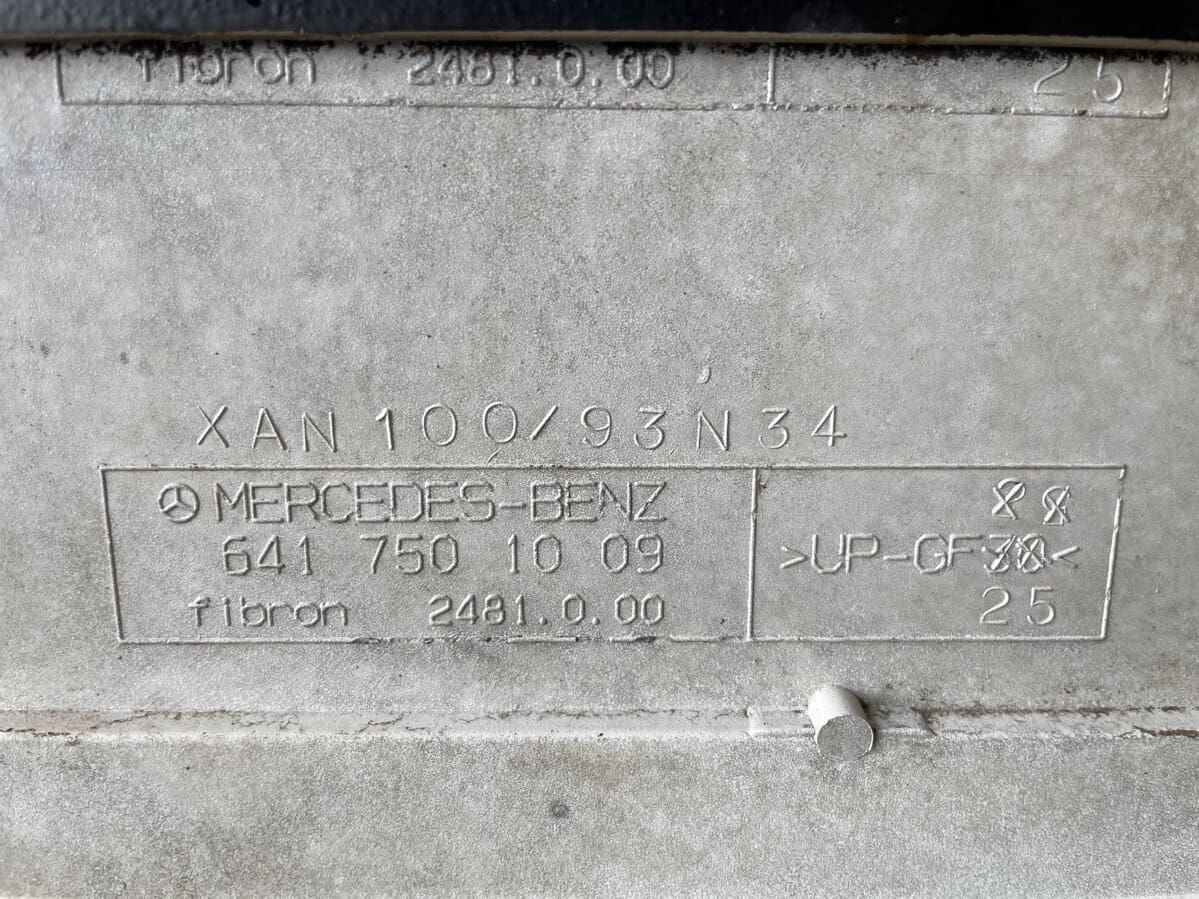 fibron 2481.0.00 25
XAN 100/93N34
MERCEDES-BENZ
641 750 10 09 >UP-GF<
fibron 2481.0.00 25